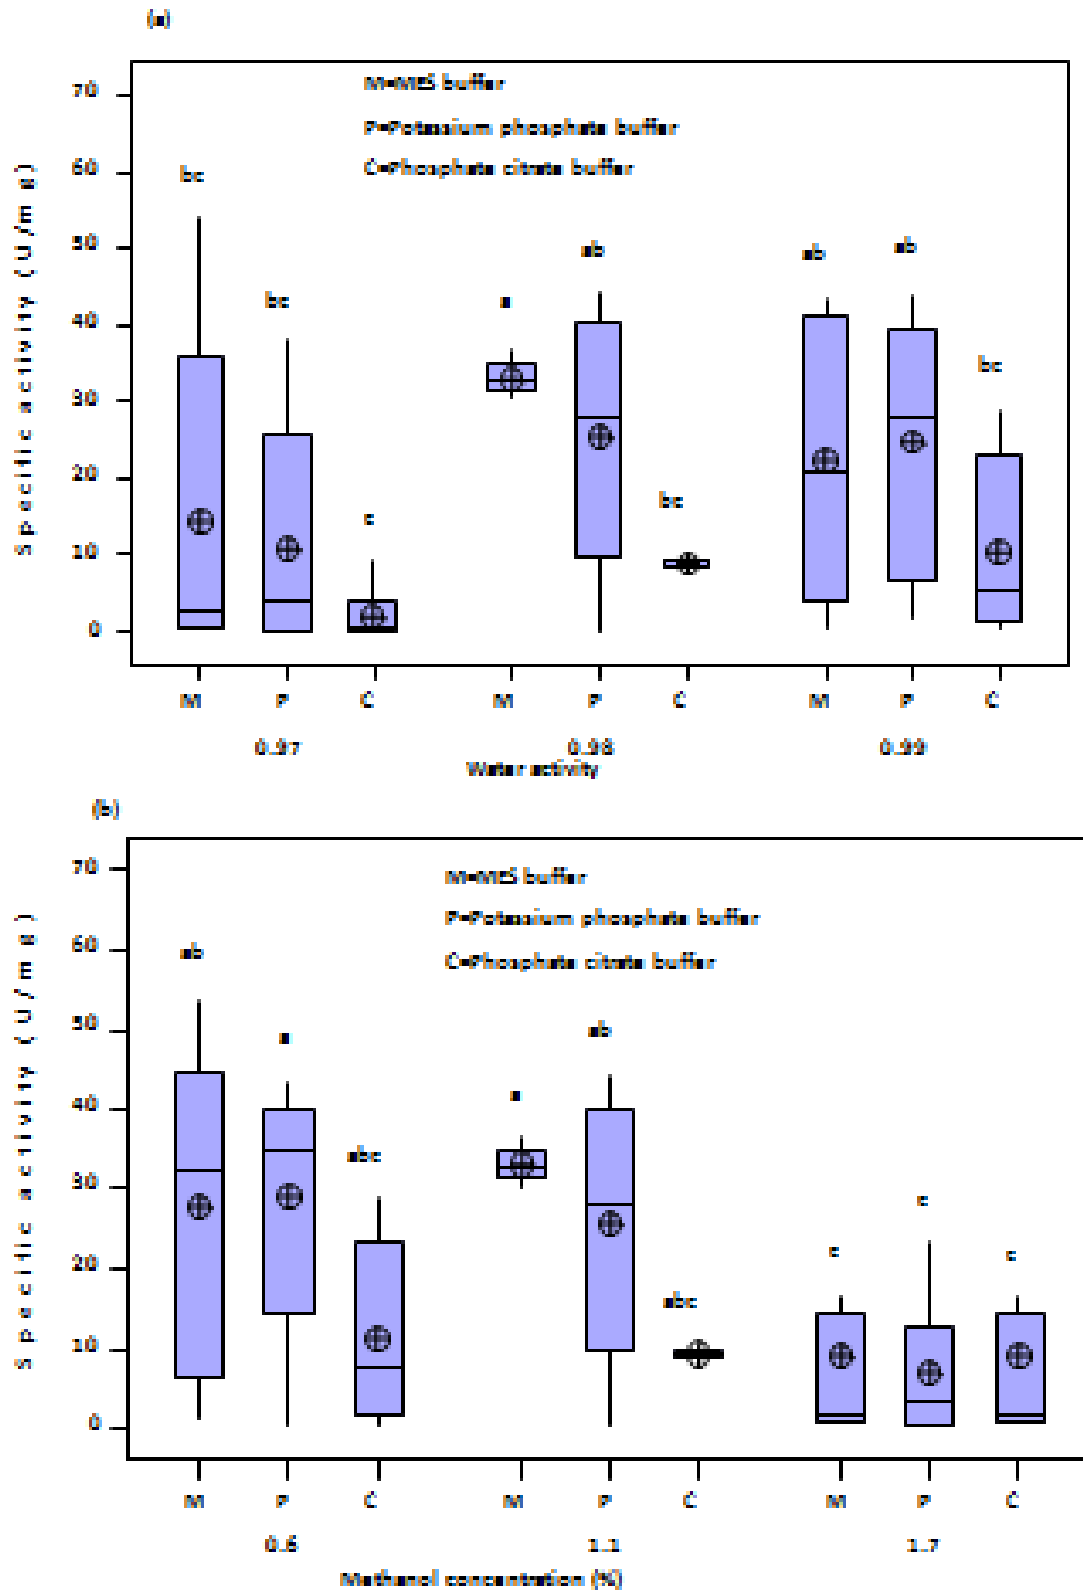 (a)
Specific activity (U/mg)
70
60
50
40
30
20
10
0
M=MES buffer
P=Potassium phosphate buffer
C=Phosphate citrate buffer
bc
bc
c
a
ab
bc
ab
ab
bc
M P C M P C M P C
0.97 0.98 0.99
Water activity
(b)
Specific activity (U/mg)
70
60
50
40
30
20
10
0
M=MES buffer
P=Potassium phosphate buffer
C=Phosphate citrate buffer
ab
a
abc
a
ab
abc
c
c
c
M P C M P C M P C
0.6 1.1 1.7
Methanol concentration (%)